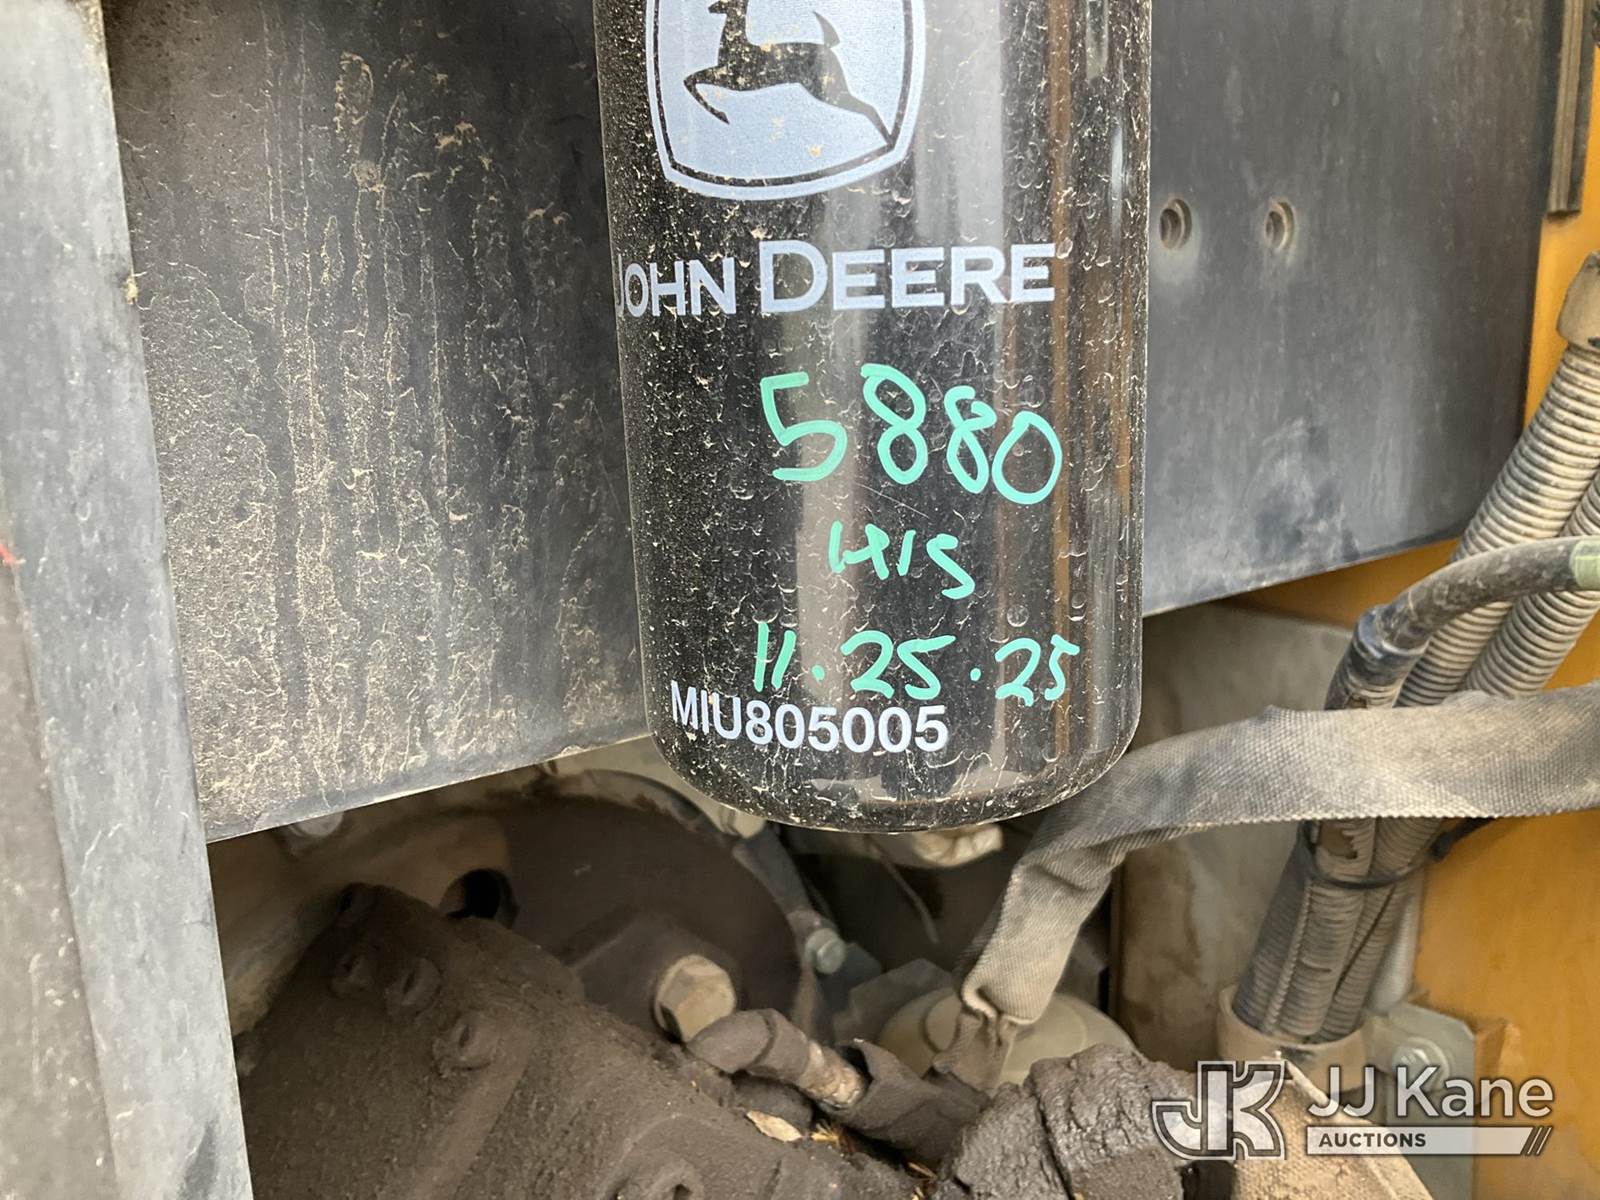 JOHN DEERE
5880
HIS
11.25.25
MIU805005
JK
JJ Kane
AUCTIONS